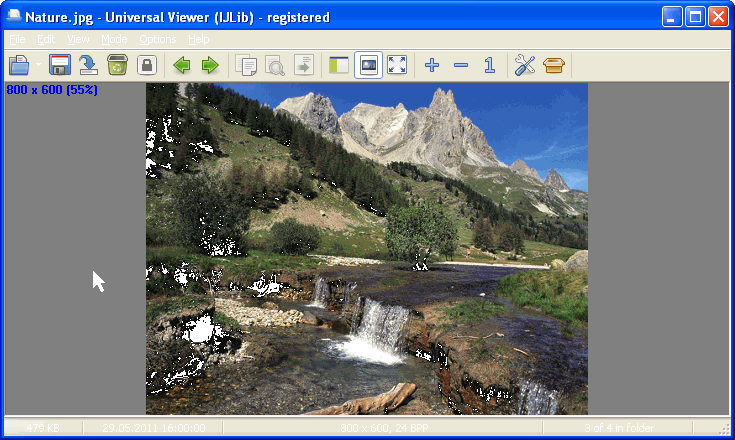 Nature.jpg - Universal Viewer (IJLib) - registered
File Edit View Mode Options Help
1
800 x 600 (55%)
479 KB 29.05.2011 16:00:00 800 x 600, 24 BPP 3 of 4 in folder